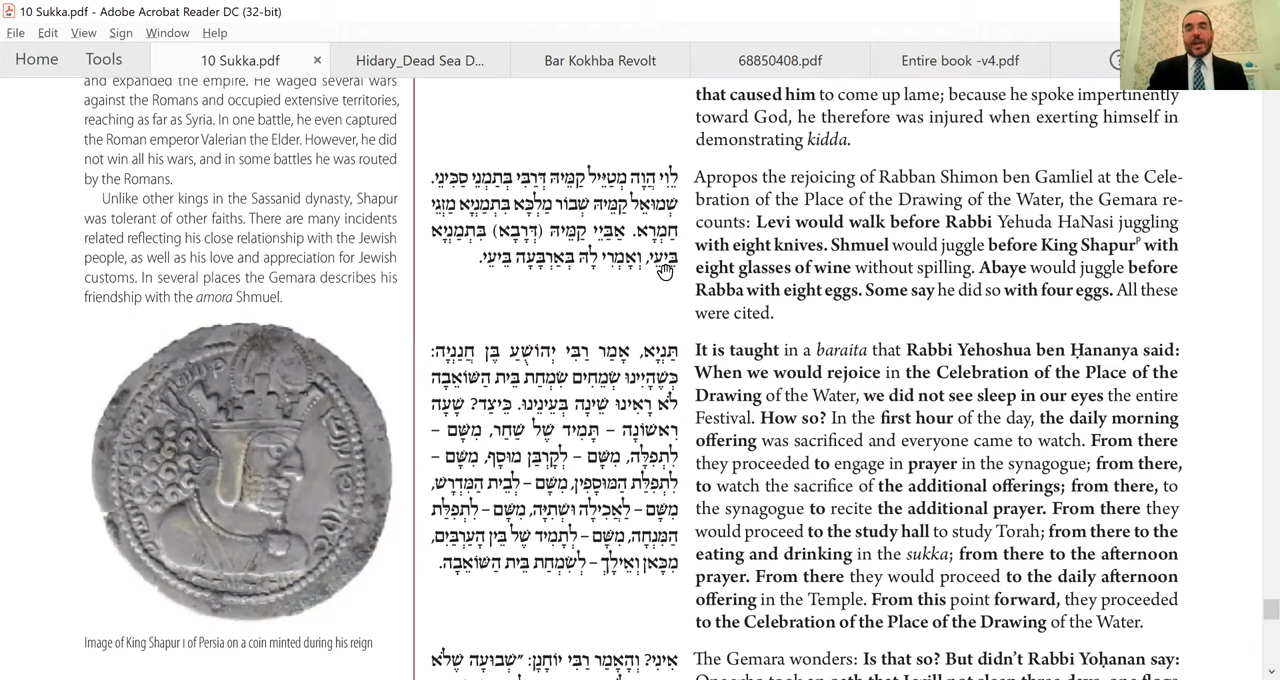 10 Sukka.pdf - Adobe Acrobat Reader DC (32-bit)
File Edit View Sign Window Help
Home Tools 10 Sukka.pdf × Hidary_Dead Sea D... Bar Kokhba Revolt 68850408.pdf Entire book -v4.pdf
and expanded the empire. He waged several wars
against the Romans and occupied extensive territories,
reaching as far as Syria. In one battle, he even captured
the Roman emperor Valerian the Elder. However, he did
not win all his wars, and in some battles he was routed
by the Romans.
Unlike other kings in the Sassanid dynasty, Shapur
was tolerant of other faiths. There are many incidents
related reflecting his close relationship with the Jewish
people, as well as his love and appreciation for Jewish
customs. In several places the Gemara describes his
friendship with the amora Shmuel.
Image of King Shapur I of Persia on a coin minted during his reign
לֵוִי הֲוָה מְטַיֵּיל קַמֵּיהּ דְּרַבִּי בְּתַמְנֵי סַכִּינֵי.
שְׁמוּאֵל קַמֵּיהּ שַׁבּוֹר מַלְכָּא בִּתְמַנְיָא מְזָגֵי
חַמְרָא. אַבַּיֵי קַמֵּיהּ (דְּרָבָא) בִּתְמַנְיָא
בֵּיעֵי, וְאָמְרִי לַהּ בְּאַרְבָּעָה בֵּיעֵי.
תַּנְיָא, אָמַר רַבִּי יְהוֹשֻׁעַ בֶּן חֲנַנְיָה:
כְּשֶׁהָיִינוּ שְׂמֵחִים שִׂמְחַת בֵּית הַשּׁוֹאֵבָה
לֹא רָאִינוּ שֵׁינָה בְּעֵינֵינוּ. כֵּיצַד? שָׁעָה
רִאשׁוֹנָה – תָּמִיד שֶׁל שַׁחַר, מִשָּׁם –
לִתְפִלָּה, מִשָּׁם – לְקׇרְבַּן מוּסָף, מִשָּׁם –
לִתְפִלַּת הַמּוּסָפִין, מִשָּׁם – לְבֵית הַמִּדְרָשׁ,
מִשָּׁם – לַאֲכִילָה וּשְׁתִיָּה, מִשָּׁם – לִתְפִלַּת
הַמִּנְחָה, מִשָּׁם – לְתָמִיד שֶׁל בֵּין הָעַרְבַּיִם,
מִכָּאן וְאֵילָךְ – לְשִׂמְחַת בֵּית הַשּׁוֹאֵבָה.
אִינִי? וְהָאָמַר רַבִּי יוֹחָנָן: ״שְׁבוּעָה שֶׁלֹּא
that caused him to come up lame; because he spoke impertinently
toward God, he therefore was injured when exerting himself in
demonstrating kidda.
Apropos the rejoicing of Rabban Shimon ben Gamliel at the Cele-
bration of the Place of the Drawing of the Water, the Gemara re-
counts: Levi would walk before Rabbi Yehuda HaNasi juggling
with eight knives. Shmuel would juggle before King Shapurᴾ with
eight glasses of wine without spilling. Abaye would juggle before
Rabba with eight eggs. Some say he did so with four eggs. All these
were cited.
It is taught in a baraita that Rabbi Yehoshua ben Ḥananya said:
When we would rejoice in the Celebration of the Place of the
Drawing of the Water, we did not see sleep in our eyes the entire
Festival. How so? In the first hour of the day, the daily morning
offering was sacrificed and everyone came to watch. From there
they proceeded to engage in prayer in the synagogue; from there,
to watch the sacrifice of the additional offerings; from there, to
the synagogue to recite the additional prayer. From there they
would proceed to the study hall to study Torah; from there to the
eating and drinking in the sukka; from there to the afternoon
prayer. From there they would proceed to the daily afternoon
offering in the Temple. From this point forward, they proceeded
to the Celebration of the Place of the Drawing of the Water.
The Gemara wonders: Is that so? But didn't Rabbi Yoḥanan say: